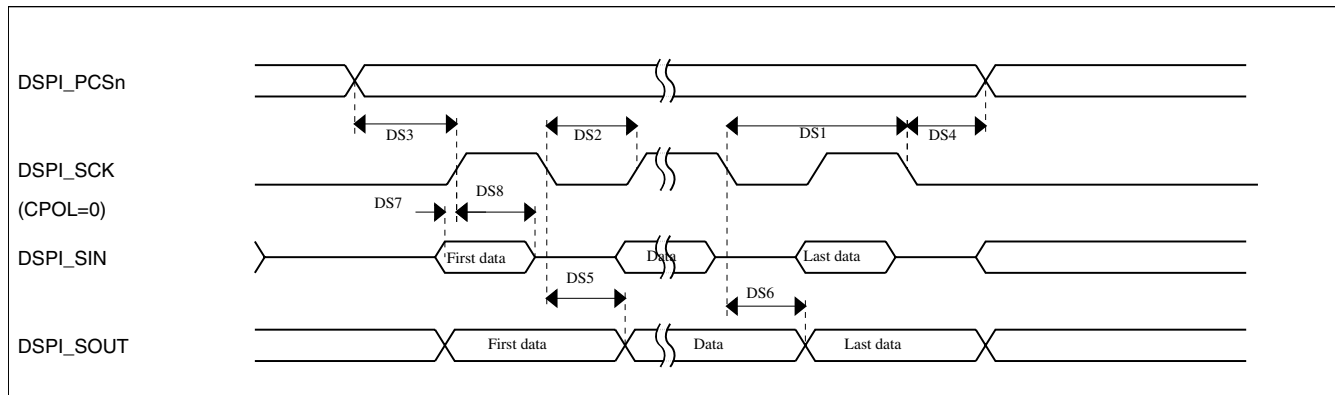 DSPI_PCSn
DS3
DS2
DS1
DS4
DSPI_SCK
(CPOL=0)
DS7
DS8
DSPI_SIN
First data
Data
Last data
DS5
DS6
DSPI_SOUT
First data
Data
Last data